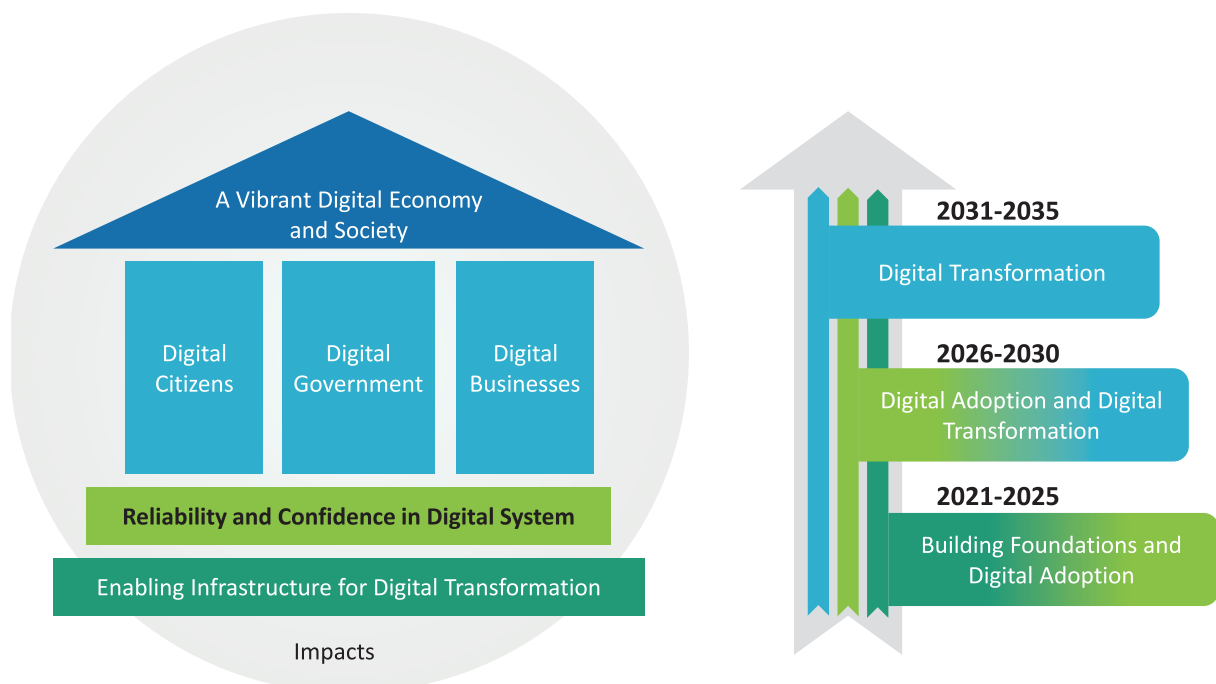 A Vibrant Digital Economy
and Society
Digital
Citizens
Digital
Government
Digital
Businesses
Reliability and Confidence in Digital System
Enabling Infrastructure for Digital Transformation
Impacts
2031-2035
Digital Transformation
2026-2030
Digital Adoption and Digital
Transformation
2021-2025
Building Foundations and
Digital Adoption